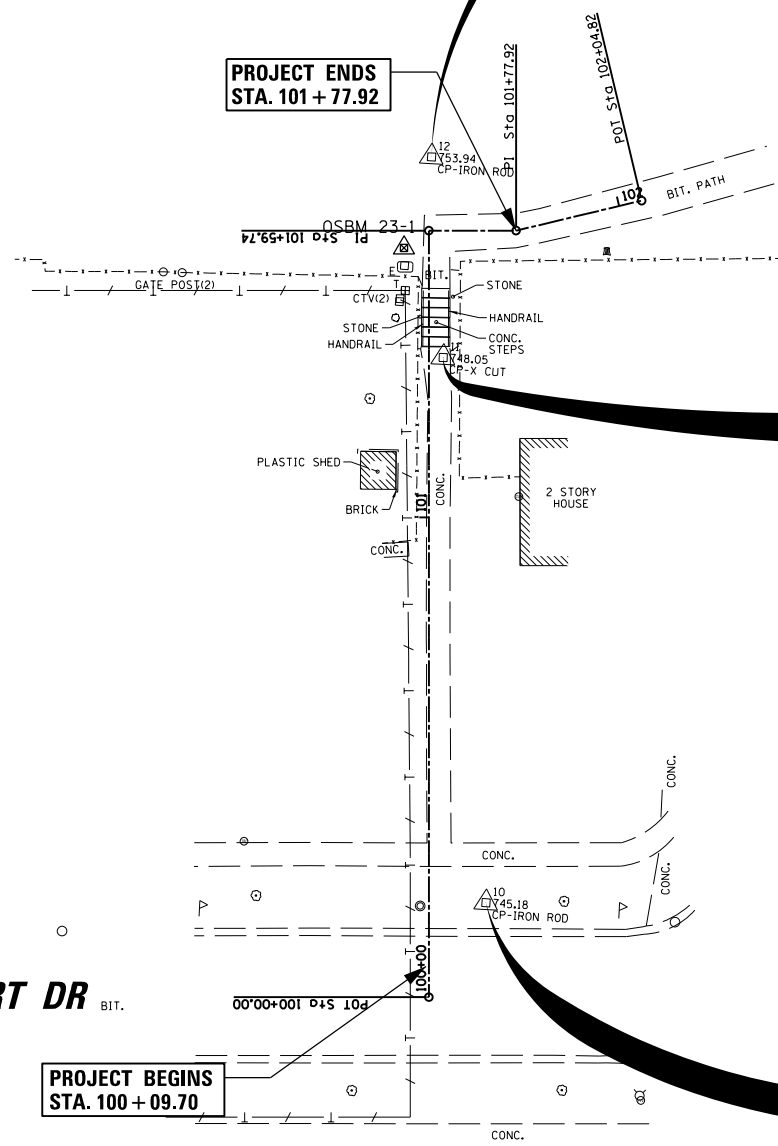 PROJECT ENDS
STA. 101 + 77.92
PI Sta 101+77.92
POT Sta 102+04.82
12
753.94
CP-IRON ROD
102
BIT. PATH
OSBM 23-1
PI Sta 101+59.74
E
T
BIT.
GATE POST(2)
CTV(2)
STONE
STONE
HANDRAIL
HANDRAIL
CONC.
STEPS
11
748.05
CP-X CUT
PLASTIC SHED
BRICK
101
CONC.
CONC.
2 STORY
HOUSE
CONC.
CONC.
CONC.
10
745.18
CP-IRON ROD
100+00
POT Sta 100+00.00
RT DR
BIT.
PROJECT BEGINS
STA. 100 + 09.70
CONC.